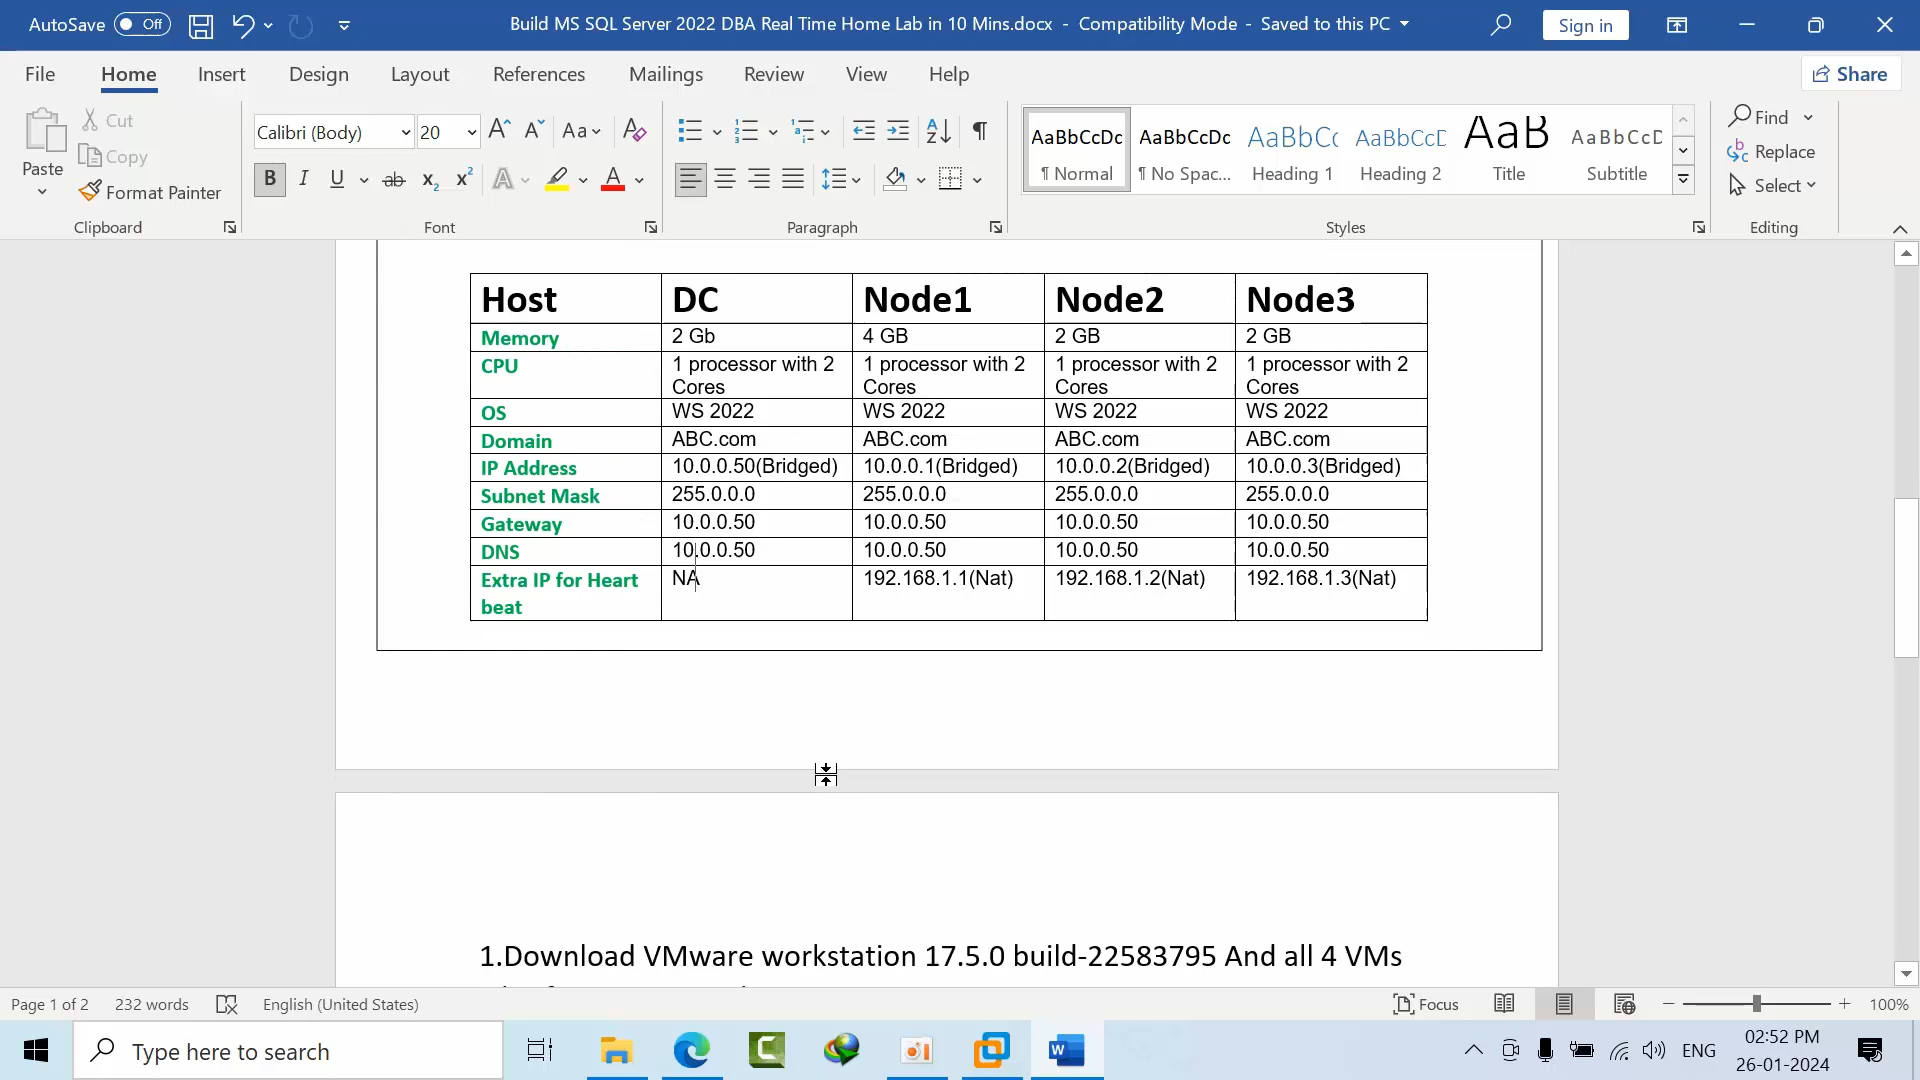 AutoSave Off Build MS SQL Server 2022 DBA Real Time Home Lab in 10 Mins.docx - Compatibility Mode - Saved to this PC Sign in
File Home Insert Design Layout References Mailings Review View Help Share
Paste Cut Copy Format Painter
Calibri (Body) 20
AaBbCcDc AaBbCcDc AaBbC AaBbCcD AaB AaBbCcD
¶ Normal ¶ No Spac... Heading 1 Heading 2 Title Subtitle
Find
Replace
Select
Clipboard Font Paragraph Styles Editing
Host DC Node1 Node2 Node3
Memory 2 Gb 4 GB 2 GB 2 GB
CPU 1 processor with 2 Cores 1 processor with 2 Cores 1 processor with 2 Cores 1 processor with 2 Cores
OS WS 2022 WS 2022 WS 2022 WS 2022
Domain ABC.com ABC.com ABC.com ABC.com
IP Address 10.0.0.50(Bridged) 10.0.0.1(Bridged) 10.0.0.2(Bridged) 10.0.0.3(Bridged)
Subnet Mask 255.0.0.0 255.0.0.0 255.0.0.0 255.0.0.0
Gateway 10.0.0.50 10.0.0.50 10.0.0.50 10.0.0.50
DNS 10.0.0.50 10.0.0.50 10.0.0.50 10.0.0.50
Extra IP for Heart beat NA 192.168.1.1(Nat) 192.168.1.2(Nat) 192.168.1.3(Nat)
1.Download VMware workstation 17.5.0 build-22583795 And all 4 VMs
Page 1 of 2 232 words English (United States) Focus 100%
Type here to search ENG 02:52 PM
26-01-2024